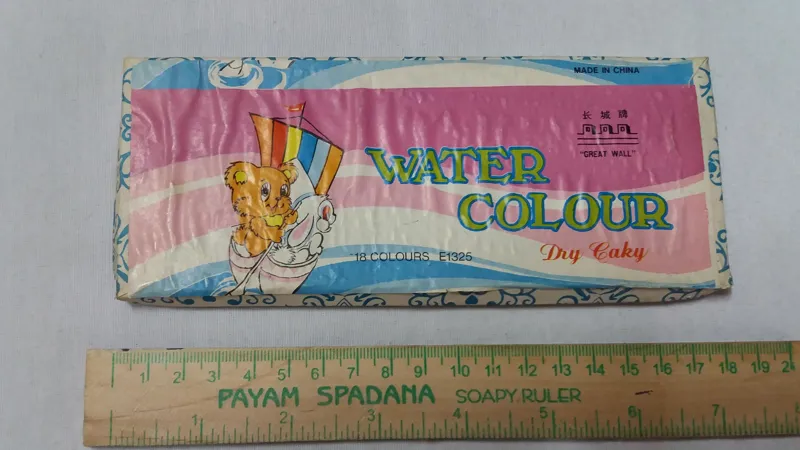 MADE IN CHINA
长城牌
"GREAT WALL"
WATER
COLOUR
Dry Caky
18 COLOURS E1325
1 2 3 4 5 6 7 8 9 10 11 12 13 14 15 16 17 18 19 2
PAYAM SPADANA SOAPY.RULER
1 2 3 4 5 6 7 8